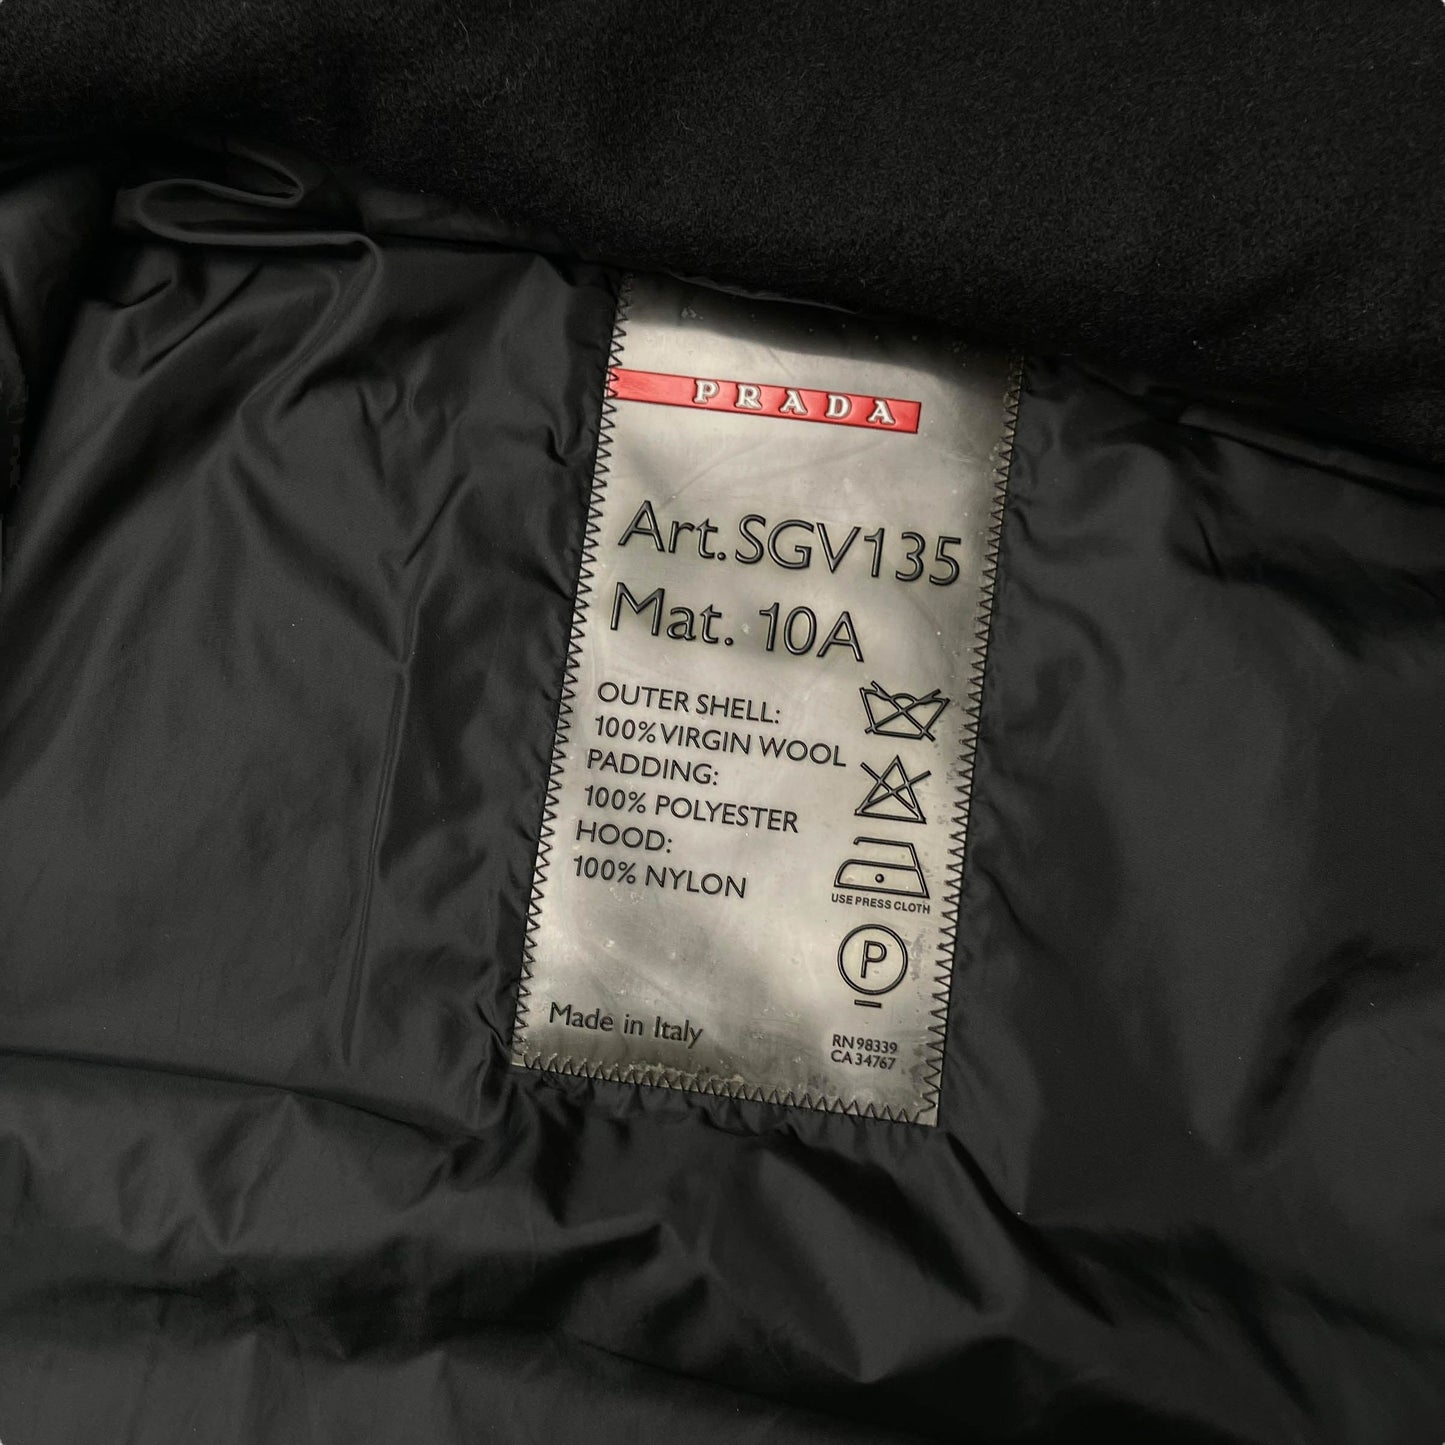 PRADA
Art. SGV135
Mat. 10A
OUTER SHELL:
100% VIRGIN WOOL
PADDING:
100% POLYESTER
HOOD:
100% NYLON
USE PRESS CLOTH
P
Made in Italy
RN 98339
CA 34767